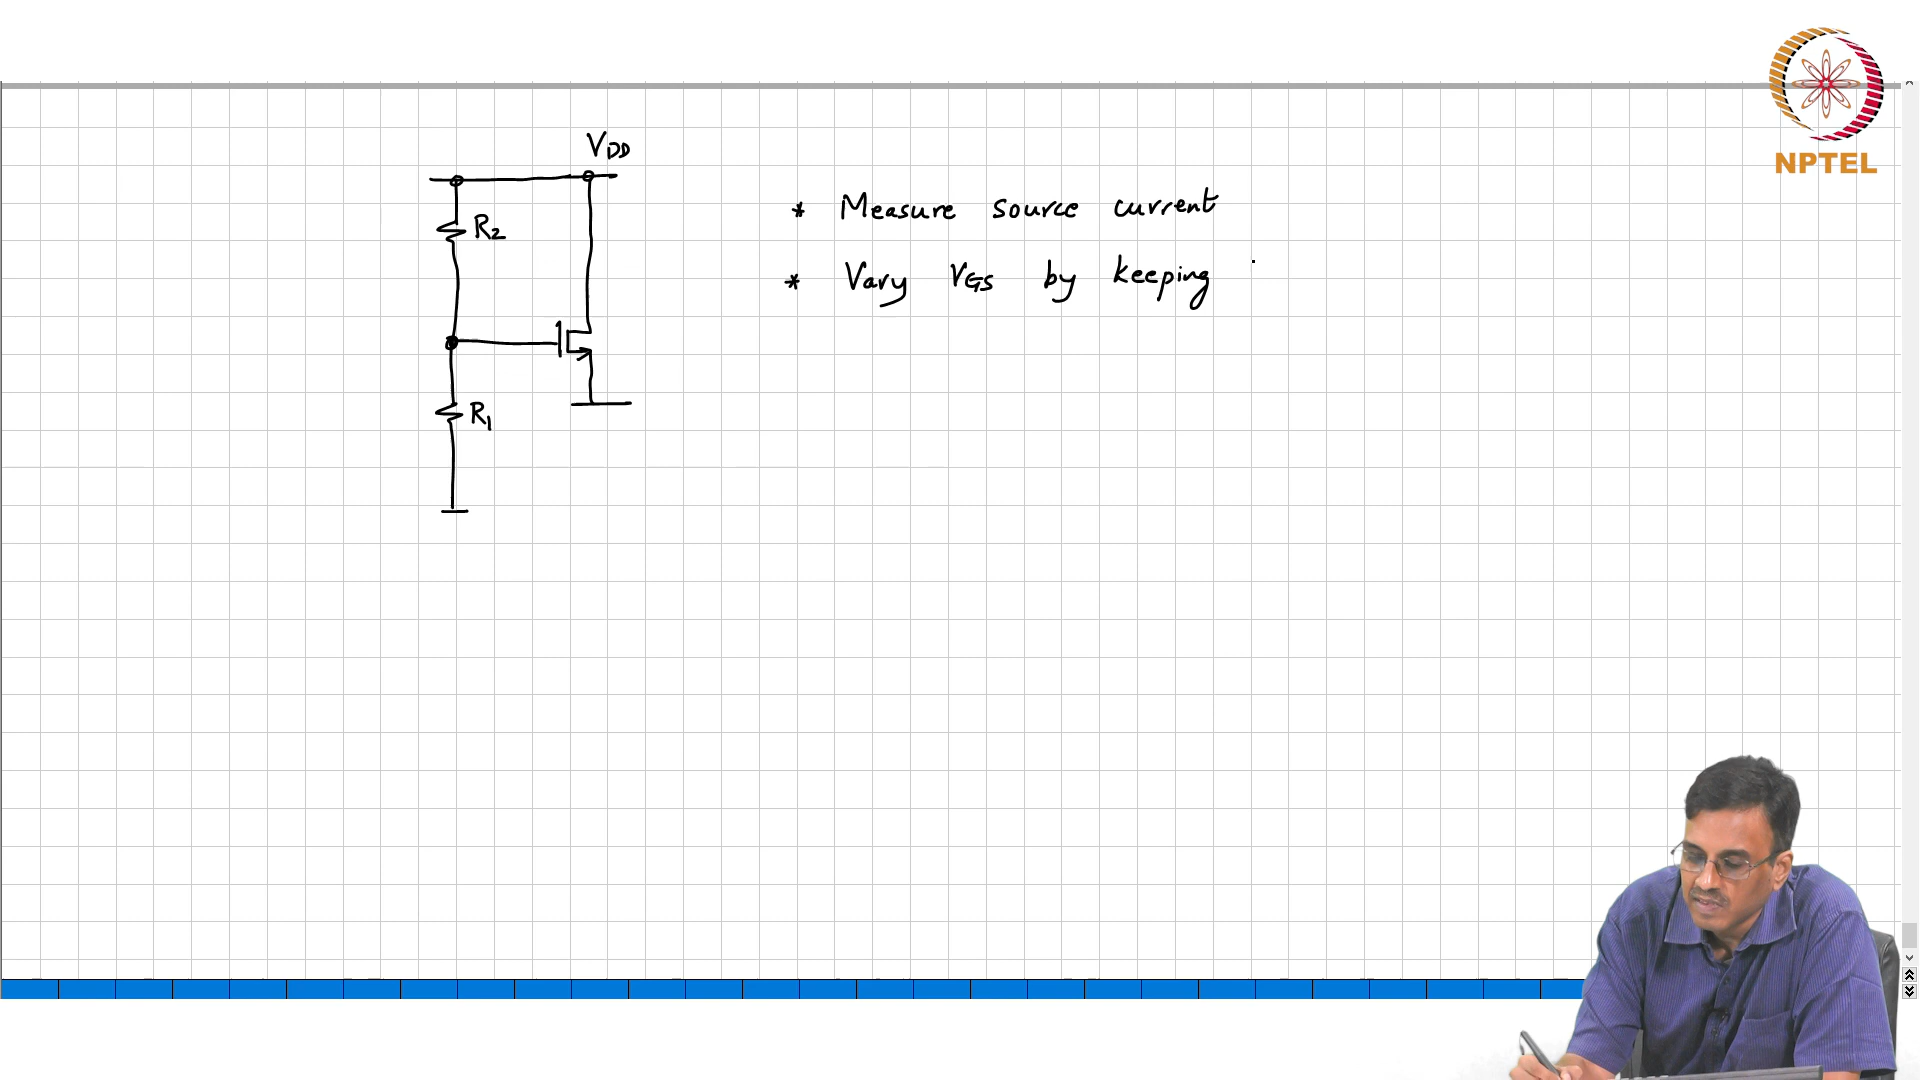 VDD
R2
R1
* Measure source current
* Vary VGS by keeping
NPTEL